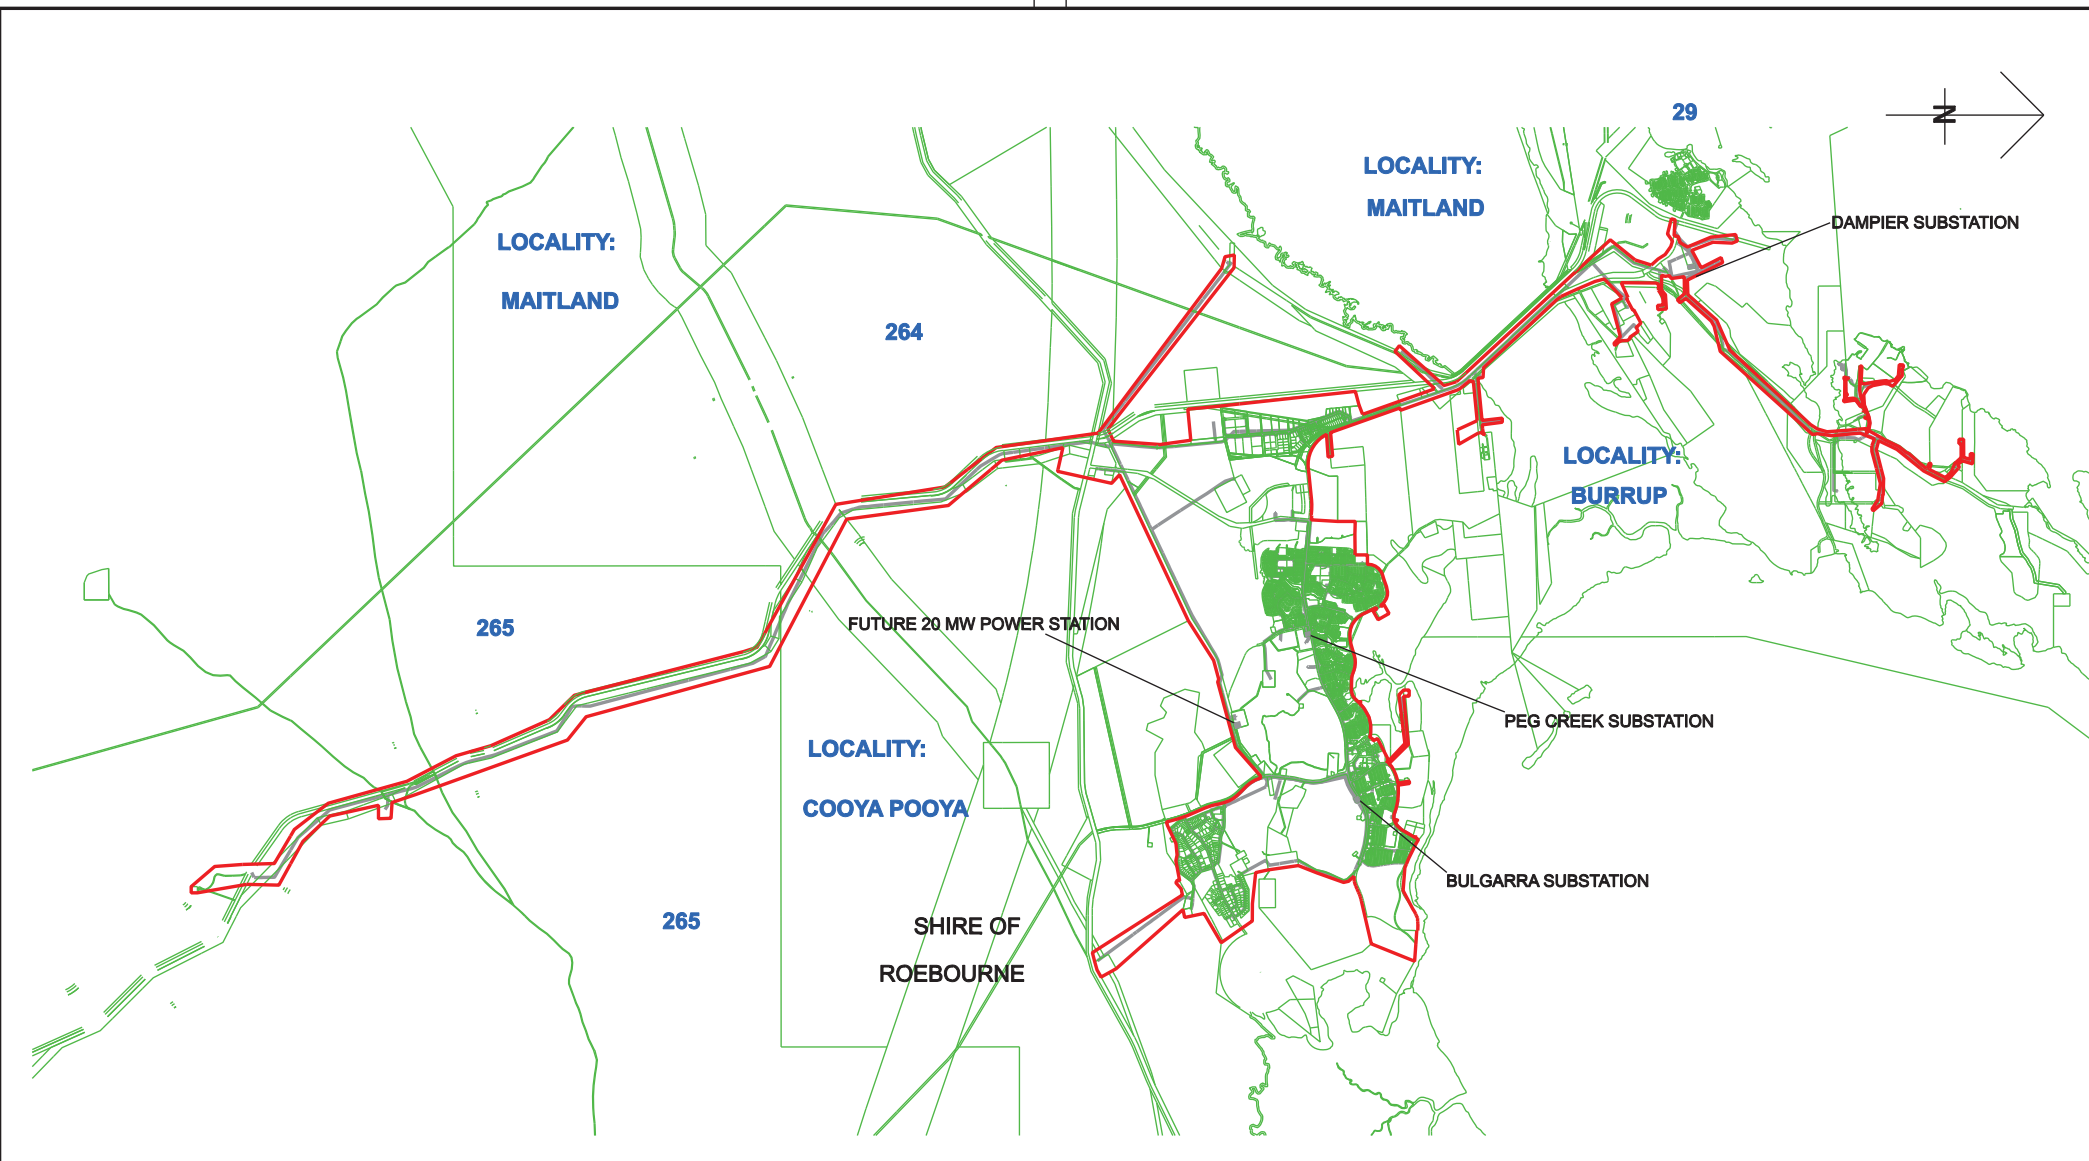 29
N
LOCALITY:
MAITLAND
DAMPIER SUBSTATION
LOCALITY:
MAITLAND
264
LOCALITY:
BURRUP
265
FUTURE 20 MW POWER STATION
PEG CREEK SUBSTATION
LOCALITY:
COOYA POOYA
BULGARRA SUBSTATION
265
SHIRE OF
ROEBOURNE